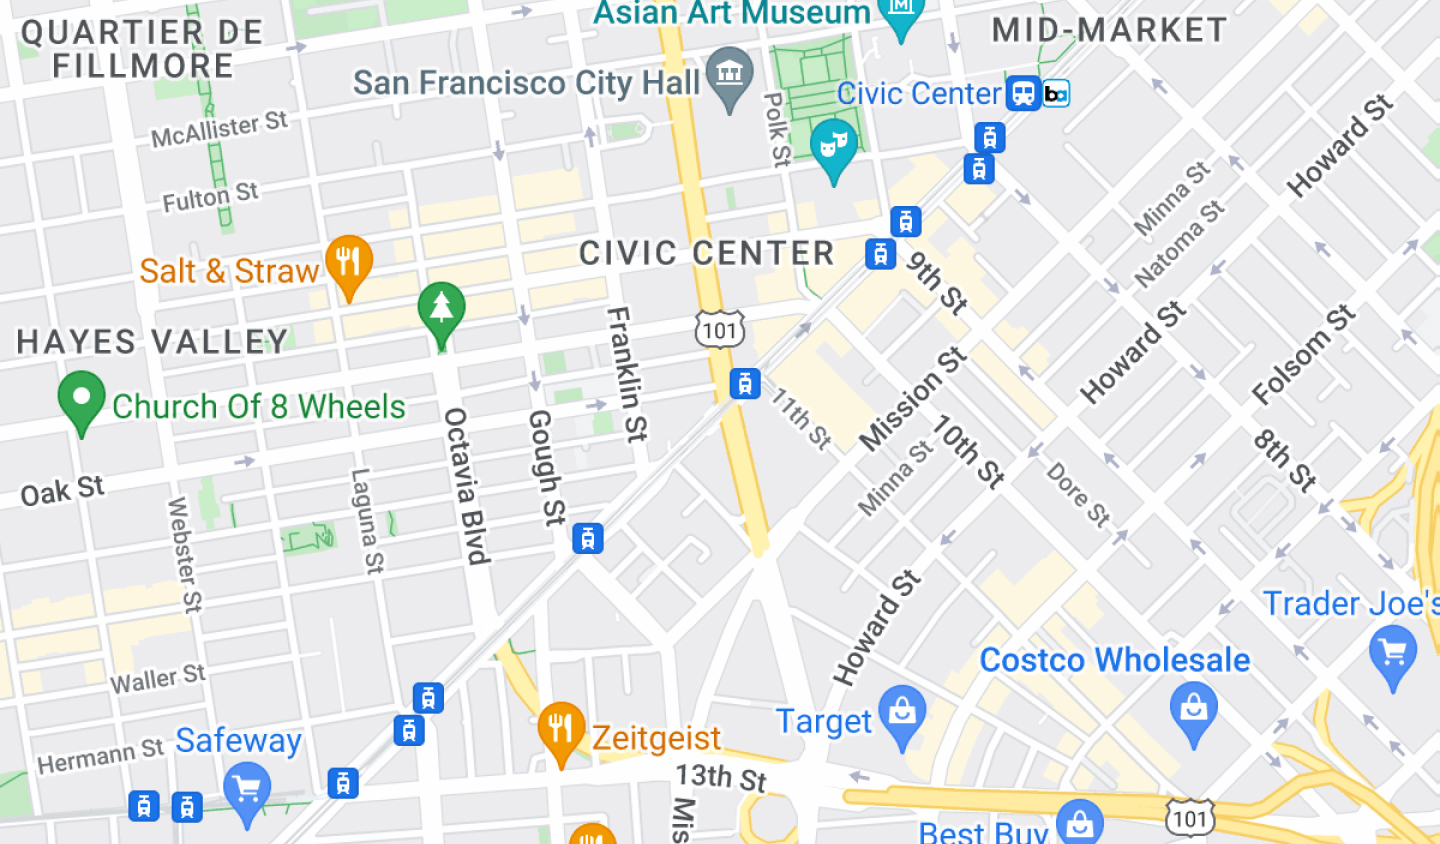 Asian Art Museum
QUARTIER DE
FILLMORE
MID-MARKET
San Francisco City Hall
Civic Center
ba
Polk St
McAllister St
Howard St
Fulton St
Minna St
Natoma St
CIVIC CENTER
Salt & Straw
9th St
HAYES VALLEY
101
Franklin St
Howard St
Folsom St
Church Of 8 Wheels
Mission St
11th St
Octavia Blvd
Gough St
10th St
8th St
Oak St
Minna St
Dore St
Laguna St
Webster St
Howard St
Trader Joe's
Costco Wholesale
Waller St
Target
Hermann St
Safeway
Zeitgeist
13th St
Mis
101
Best Buy